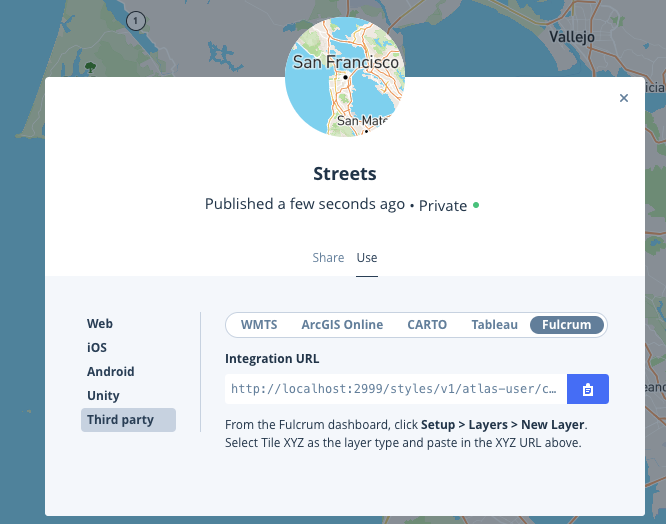 1
Vallejo
San Francisco
San Mate
Streets
Published a few seconds ago • Private
Share Use
Web
iOS
Android
Unity
Third party
WMTS ArcGIS Online CARTO Tableau Fulcrum
Integration URL
http://localhost:2999/styles/v1/atlas-user/c…
From the Fulcrum dashboard, click Setup > Layers > New Layer.
Select Tile XYZ as the layer type and paste in the XYZ URL above.